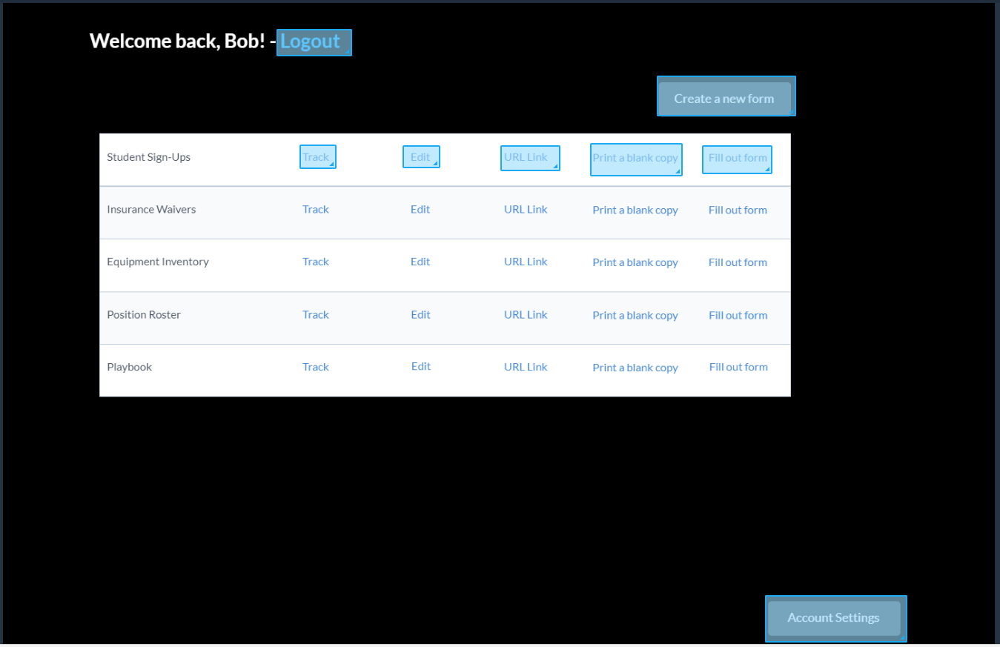 Welcome back, Bob! - Logout
Create a new form
Student Sign-Ups Track Edit URL Link Print a blank copy Fill out form
Insurance Waivers Track Edit URL Link Print a blank copy Fill out form
Equipment Inventory Track Edit URL Link Print a blank copy Fill out form
Position Roster Track Edit URL Link Print a blank copy Fill out form
Playbook Track Edit URL Link Print a blank copy Fill out form
Account Settings